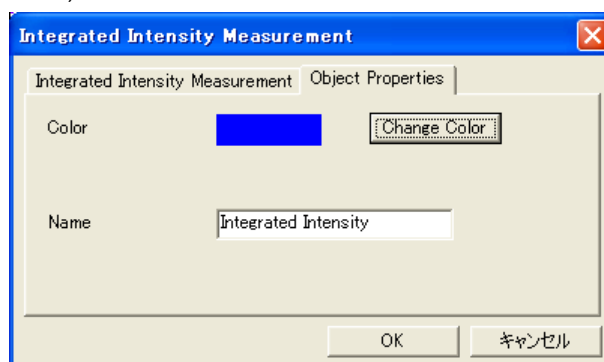 Integrated Intensity Measurement
Integrated Intensity Measurement Object Properties
Color Change Color
Name Integrated Intensity
OK キャンセル